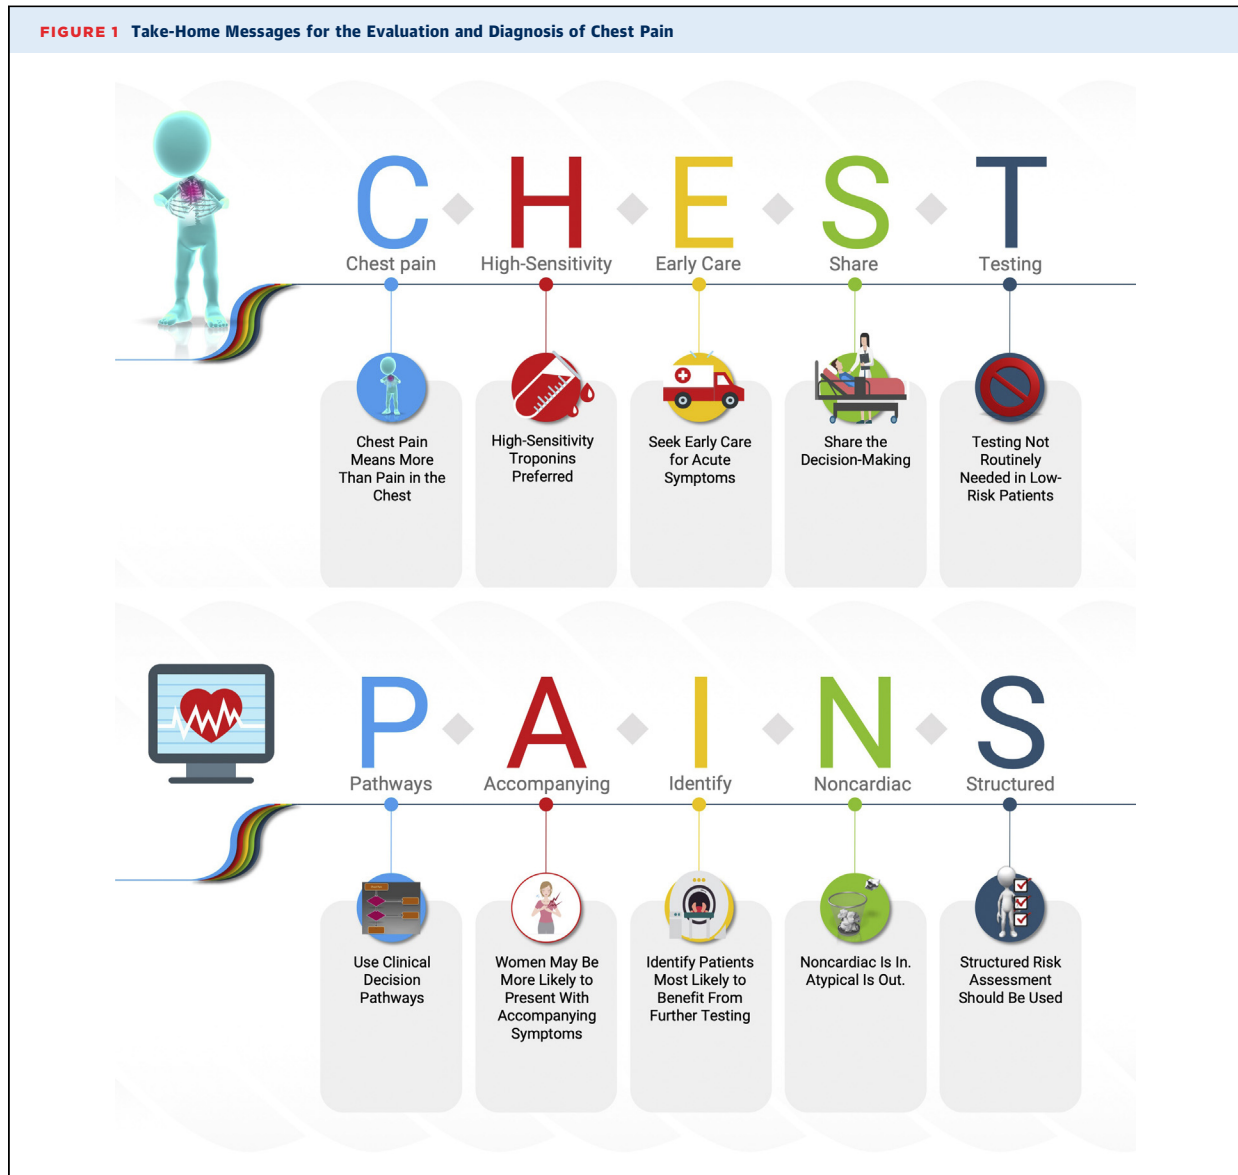 FIGURE 1 Take-Home Messages for the Evaluation and Diagnosis of Chest Pain
C H E S T
Chest pain High-Sensitivity Early Care Share Testing
Chest Pain
Means More
Than Pain in the
Chest
High-Sensitivity
Troponins
Preferred
Seek Early Care
for Acute
Symptoms
Share the
Decision-Making
Testing Not
Routinely
Needed in Low-
Risk Patients
P A I N S
Pathways Accompanying Identify Noncardiac Structured
Use Clinical
Decision
Pathways
Women May Be
More Likely to
Present With
Accompanying
Symptoms
Identify Patients
Most Likely to
Benefit From
Further Testing
Noncardiac Is In.
Atypical Is Out.
Structured Risk
Assessment
Should Be Used